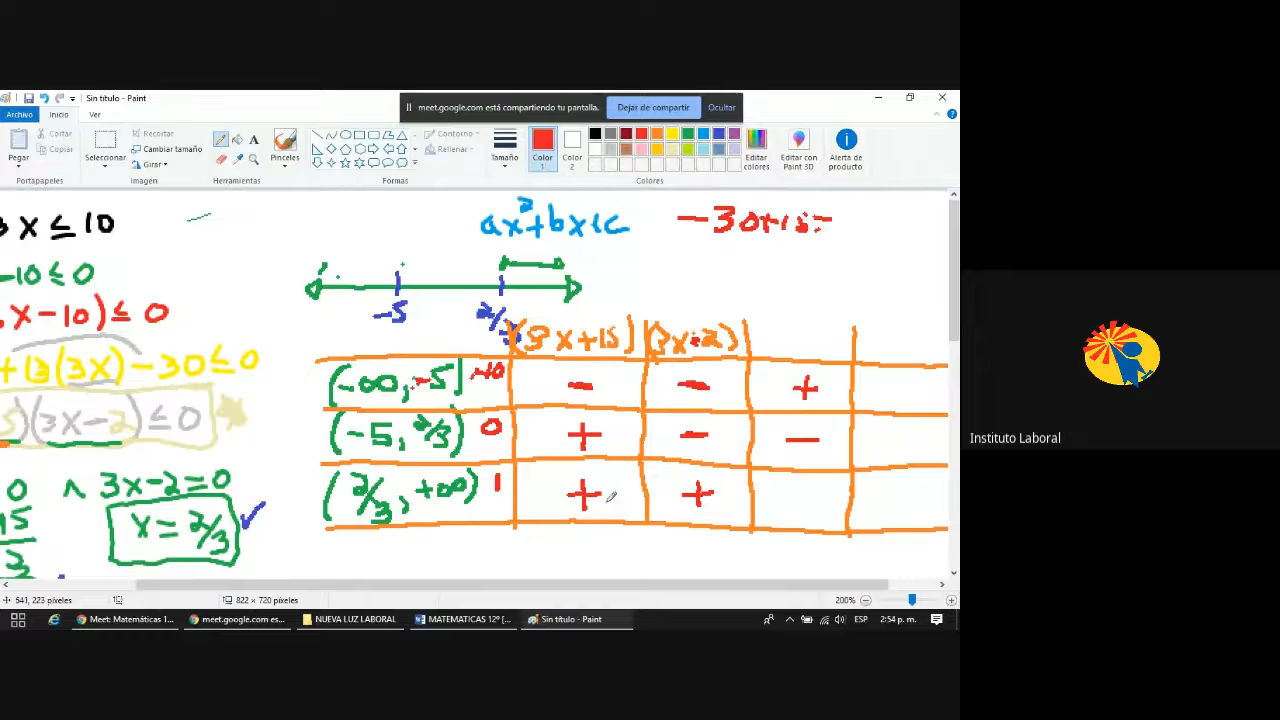 Sin título - Paint
meet.google.com está compartiendo tu pantalla. Dejar de compartir Ocultar
Archivo Inicio Ver
Pegar
Cortar
Copiar
Portapapeles
Seleccionar
Recortar
Cambiar tamaño
Girar
Imagen
Herramientas
Pinceles
Contorno
Rellenar
Formas
Tamaño
Color 1
Color 2
Editar colores
Colores
Editar con Paint 3D
Alerta de producto
3x ≤ 10
ax²+bx+c
-10 ≤ 0
x-10) ≤ 0
-5 2/3
+ (3(3x) -30 ≤ 0
5)(3x-2) ≤ 0
(3x+15) (3x-2)
(-∞, -5] -10 - - +
(-5, 2/3) 0 + - -
(2/3, +∞) 1 + +
0 ∧ 3x-2=0
x = 2/3
Instituto Laboral
541, 223 píxeles
822 × 720 píxeles
200%
Meet: Matemáticas 1...
meet.google.com es...
NUEVA LUZ LABORAL
MATEMATICAS 12º [...
Sin título - Paint
ESP
2:54 p. m.